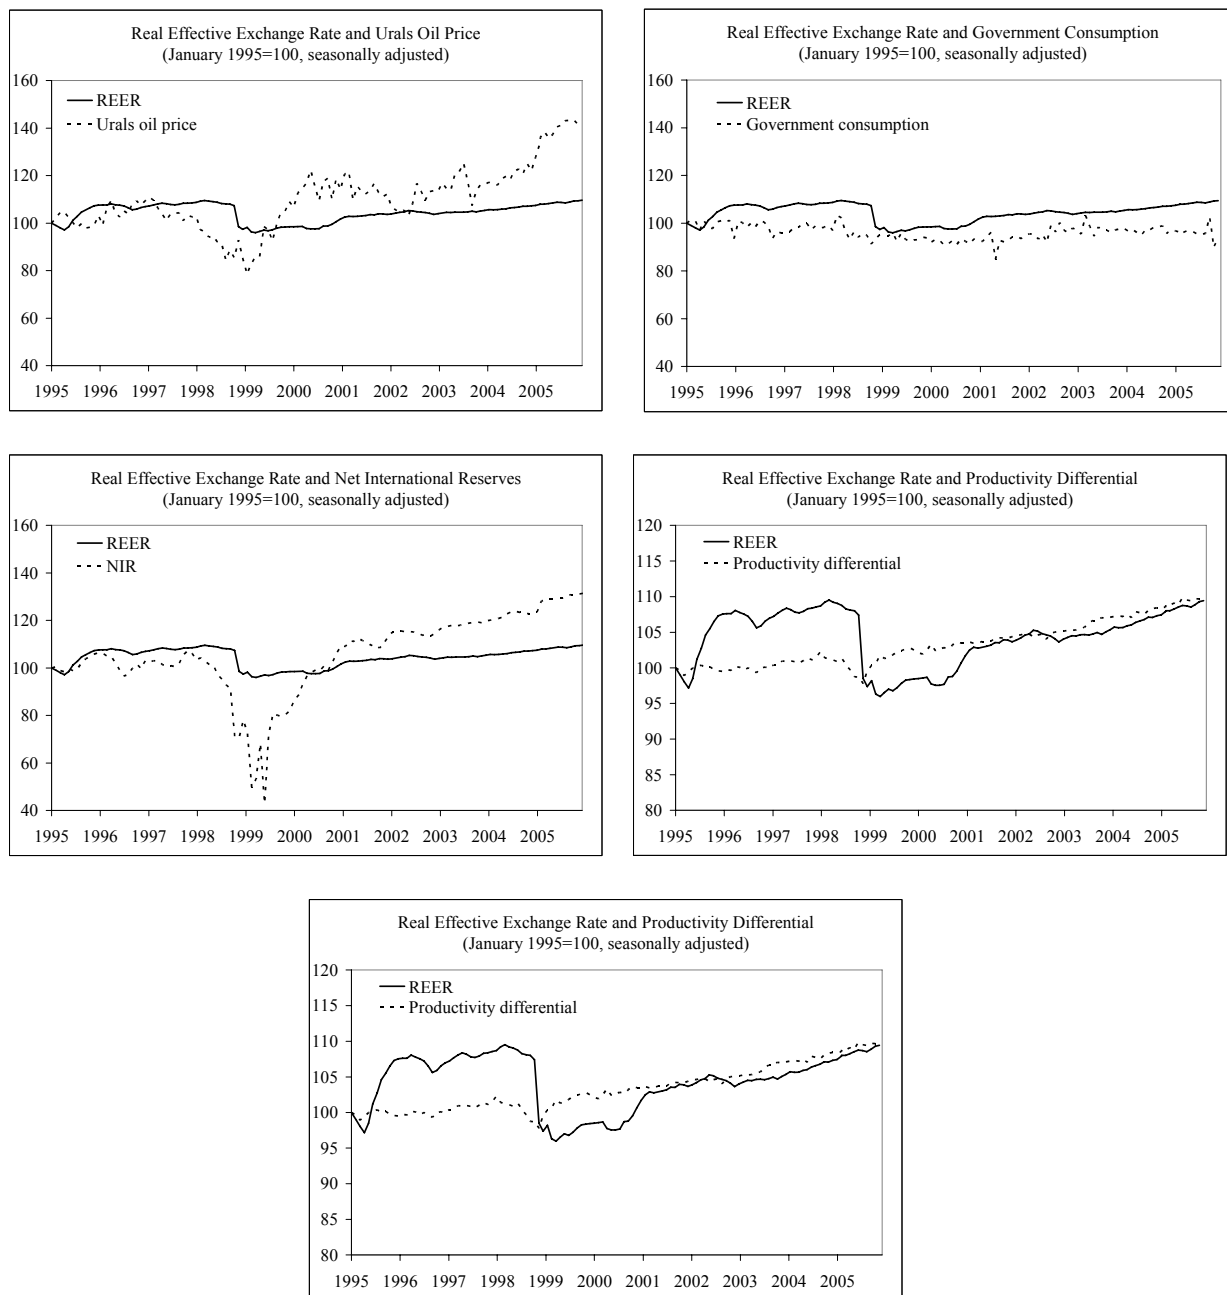 Real Effective Exchange Rate and Urals Oil Price
(January 1995=100, seasonally adjusted)
160
140
120
100
80
60
40
REER
Urals oil price
1995 1996 1997 1998 1999 2000 2001 2002 2003 2004 2005
Real Effective Exchange Rate and Government Consumption
(January 1995=100, seasonally adjusted)
160
140
120
100
80
60
40
REER
Government consumption
1995 1996 1997 1998 1999 2000 2001 2002 2003 2004 2005
Real Effective Exchange Rate and Net International Reserves
(January 1995=100, seasonally adjusted)
160
140
120
100
80
60
40
REER
NIR
1995 1996 1997 1998 1999 2000 2001 2002 2003 2004 2005
Real Effective Exchange Rate and Productivity Differential
(January 1995=100, seasonally adjusted)
120
115
110
105
100
95
90
85
80
REER
Productivity differential
1995 1996 1997 1998 1999 2000 2001 2002 2003 2004 2005
Real Effective Exchange Rate and Productivity Differential
(January 1995=100, seasonally adjusted)
120
115
110
105
100
95
90
85
80
REER
Productivity differential
1995 1996 1997 1998 1999 2000 2001 2002 2003 2004 2005